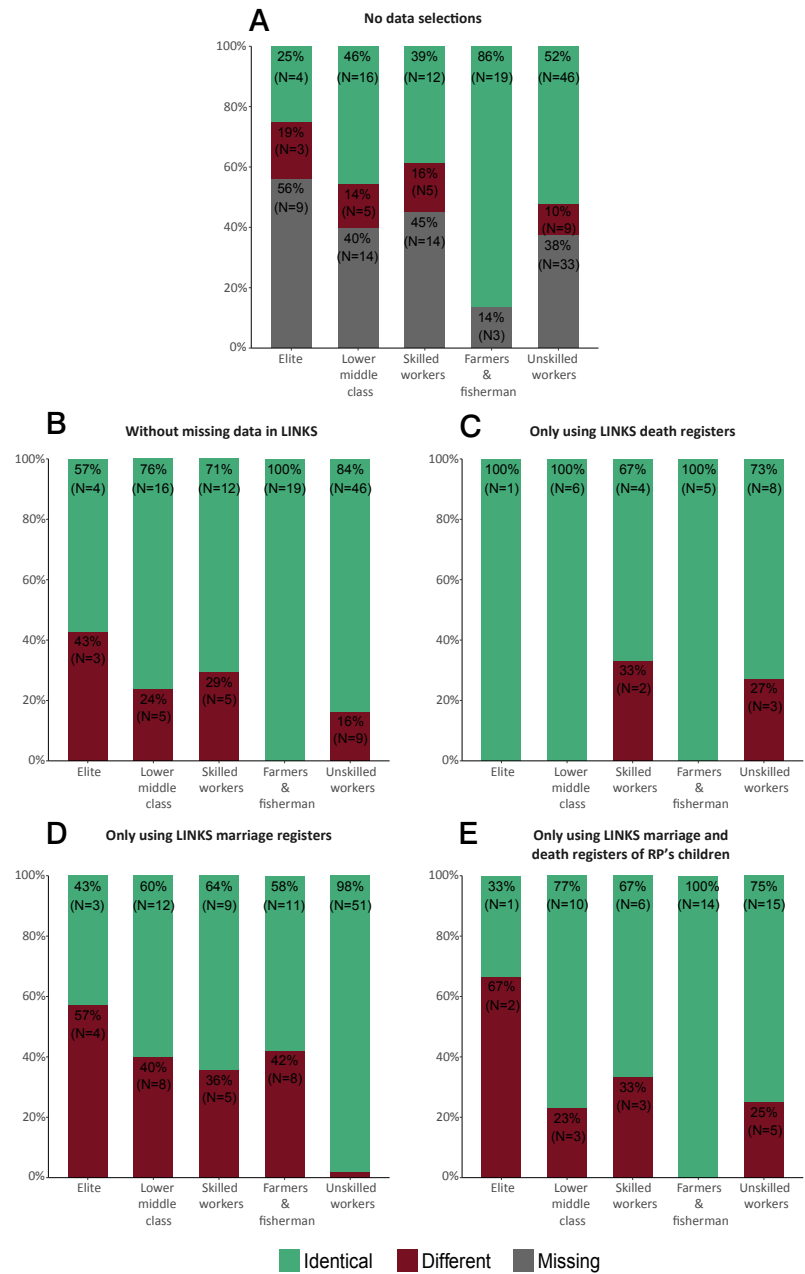 A
No data selections
100%
80%
60%
40%
20%
0%
25%
(N=4)
19%
(N=3)
56%
(N=9)
46%
(N=16)
14%
(N=5)
40%
(N=14)
39%
(N=12)
16%
(N5)
45%
(N=14)
86%
(N=19)
14%
(N3)
52%
(N=46)
10%
(N=9)
38%
(N=33)
Elite
Lower
middle
class
Skilled
workers
Farmers
&
fisherman
Unskilled
workers
B
Without missing data in LINKS
100%
80%
60%
40%
20%
0%
57%
(N=4)
43%
(N=3)
76%
(N=16)
24%
(N=5)
71%
(N=12)
29%
(N=5)
100%
(N=19)
84%
(N=46)
16%
(N=9)
Elite
Lower
middle
class
Skilled
workers
Farmers
&
fisherman
Unskilled
workers
C
Only using LINKS death registers
100%
80%
60%
40%
20%
0%
100%
(N=1)
100%
(N=6)
67%
(N=4)
33%
(N=2)
100%
(N=5)
73%
(N=8)
27%
(N=3)
Elite
Lower
middle
class
Skilled
workers
Farmers
&
fisherman
Unskilled
workers
D
Only using LINKS marriage registers
100%
80%
60%
40%
20%
0%
43%
(N=3)
57%
(N=4)
60%
(N=12)
40%
(N=8)
64%
(N=9)
36%
(N=5)
58%
(N=11)
42%
(N=8)
98%
(N=51)
Elite
Lower
middle
class
Skilled
workers
Farmers
&
fisherman
Unskilled
workers
E
Only using LINKS marriage and
death registers of RP's children
100%
80%
60%
40%
20%
0%
33%
(N=1)
67%
(N=2)
77%
(N=10)
23%
(N=3)
67%
(N=6)
33%
(N=3)
100%
(N=14)
75%
(N=15)
25%
(N=5)
Elite
Lower
middle
class
Skilled
workers
Farmers
&
fisherman
Unskilled
workers
Identical
Different
Missing